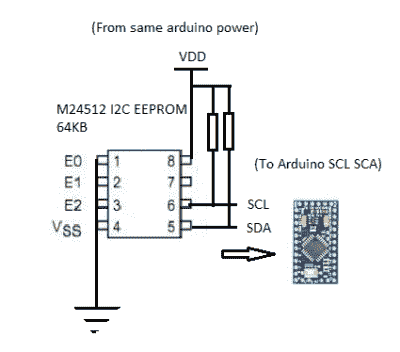 (From same arduino power)
VDD
M24512 I2C EEPROM
64KB
E0 1 8
E1 2 7
E2 3 6 SCL
VSS 4 5 SDA
(To Arduino SCL SCA)